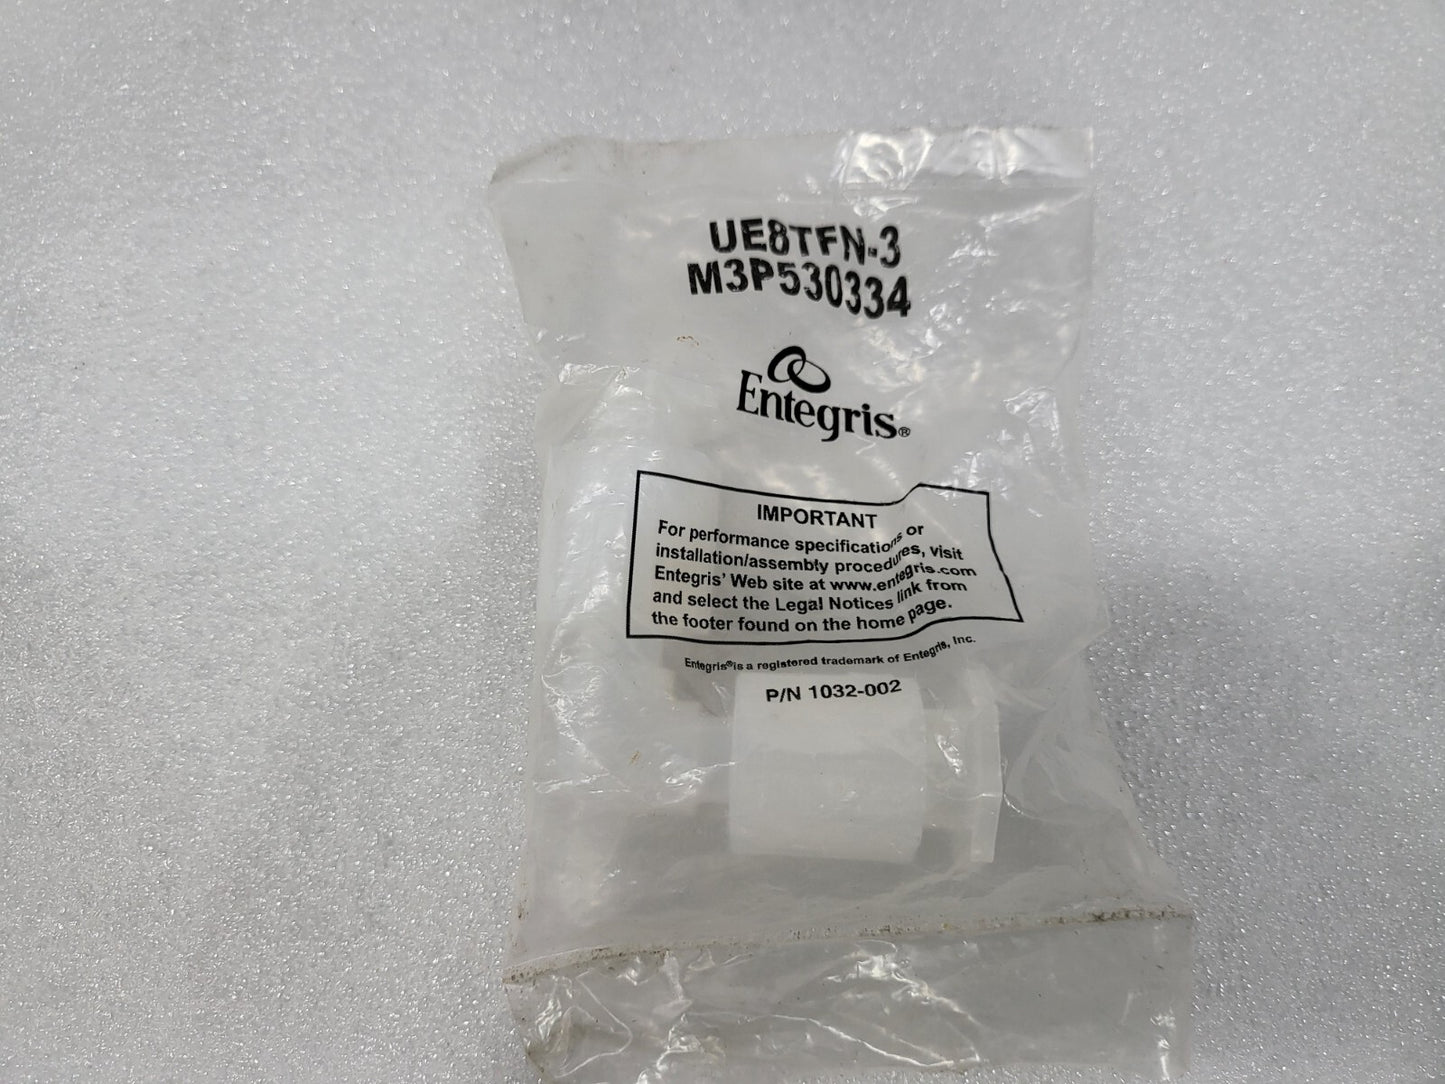 UE8TFN-3
M3P530334
Entegris®
IMPORTANT
For performance specifications or
installation/assembly procedures, visit
Entegris' Web site at www.entegris.com
and select the Legal Notices link from
the footer found on the home page.
Entegris® is a registered trademark of Entegris, Inc.
P/N 1032-002